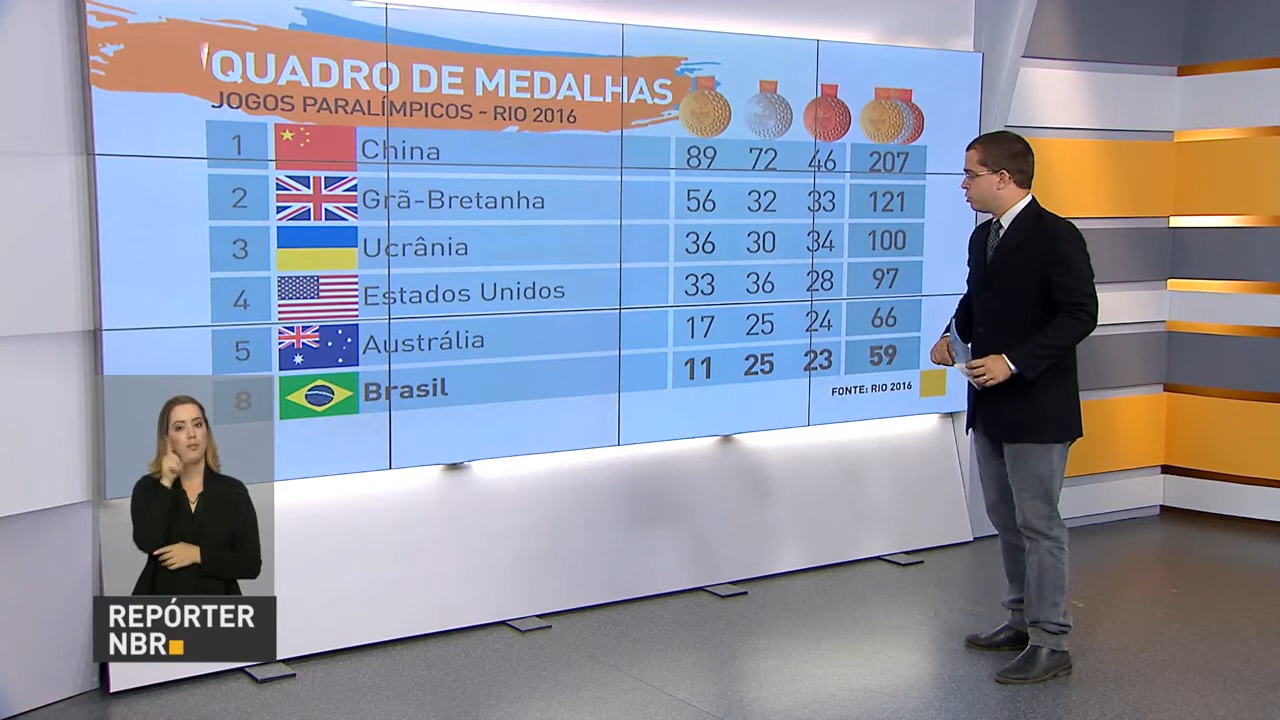 QUADRO DE MEDALHAS
JOGOS PARALÍMPICOS - RIO 2016
1 China 89 72 46 207
2 Grã-Bretanha 56 32 33 121
3 Ucrânia 36 30 34 100
4 Estados Unidos 33 36 28 97
5 Austrália 17 25 24 66
8 Brasil 11 25 23 59
FONTE: RIO 2016
REPÓRTER
NBR